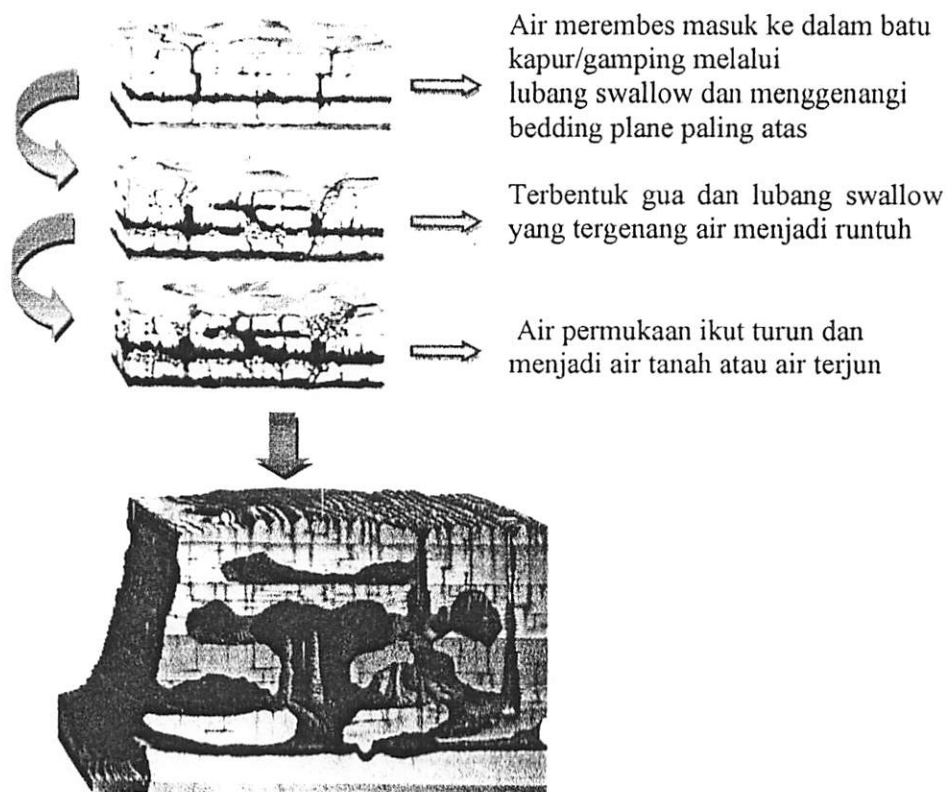 Air merembes masuk ke dalam batu
kapur/gamping melalui
lubang swallow dan menggenangi
bedding plane paling atas
Terbentuk gua dan lubang swallow
yang tergenang air menjadi runtuh
Air permukaan ikut turun dan
menjadi air tanah atau air terjun